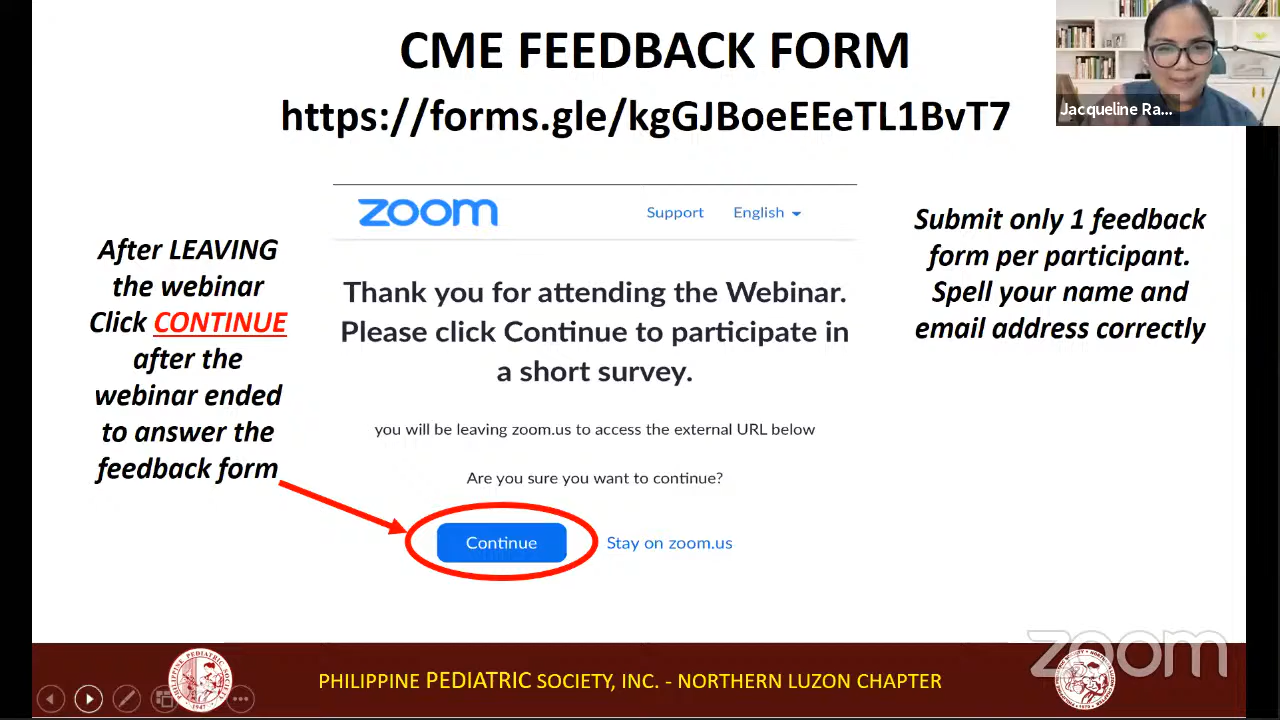 CME FEEDBACK FORM
https://forms.gle/kgGJBoeEEeTL1BvT7
Jacqueline Ra...
zoom
Support
English
After LEAVING
the webinar
Click CONTINUE
after the
webinar ended
to answer the
feedback form
Thank you for attending the Webinar.
Please click Continue to participate in
a short survey.
you will be leaving zoom.us to access the external URL below
Are you sure you want to continue?
Continue
Stay on zoom.us
Submit only 1 feedback
form per participant.
Spell your name and
email address correctly
PHILIPPINE PEDIATRIC SOCIETY
1947
PHILIPPINE PEDIATRIC SOCIETY, INC. - NORTHERN LUZON CHAPTER
zoom